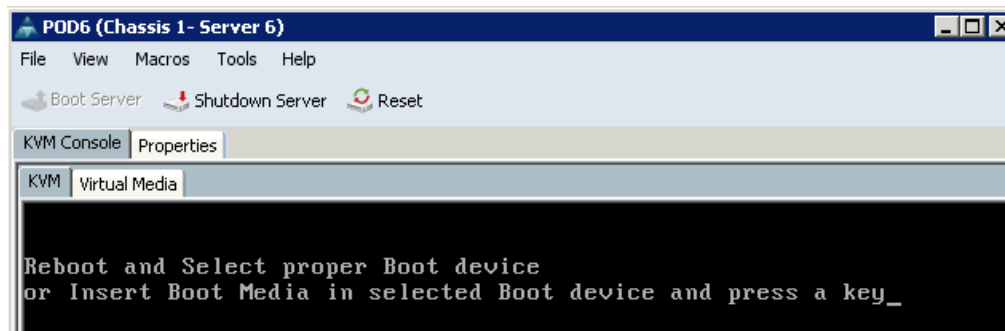 POD6 (Chassis 1- Server 6)
File View Macros Tools Help
Boot Server Shutdown Server Reset
KVM Console Properties
KVM Virtual Media
Reboot and Select proper Boot device
or Insert Boot Media in selected Boot device and press a key_